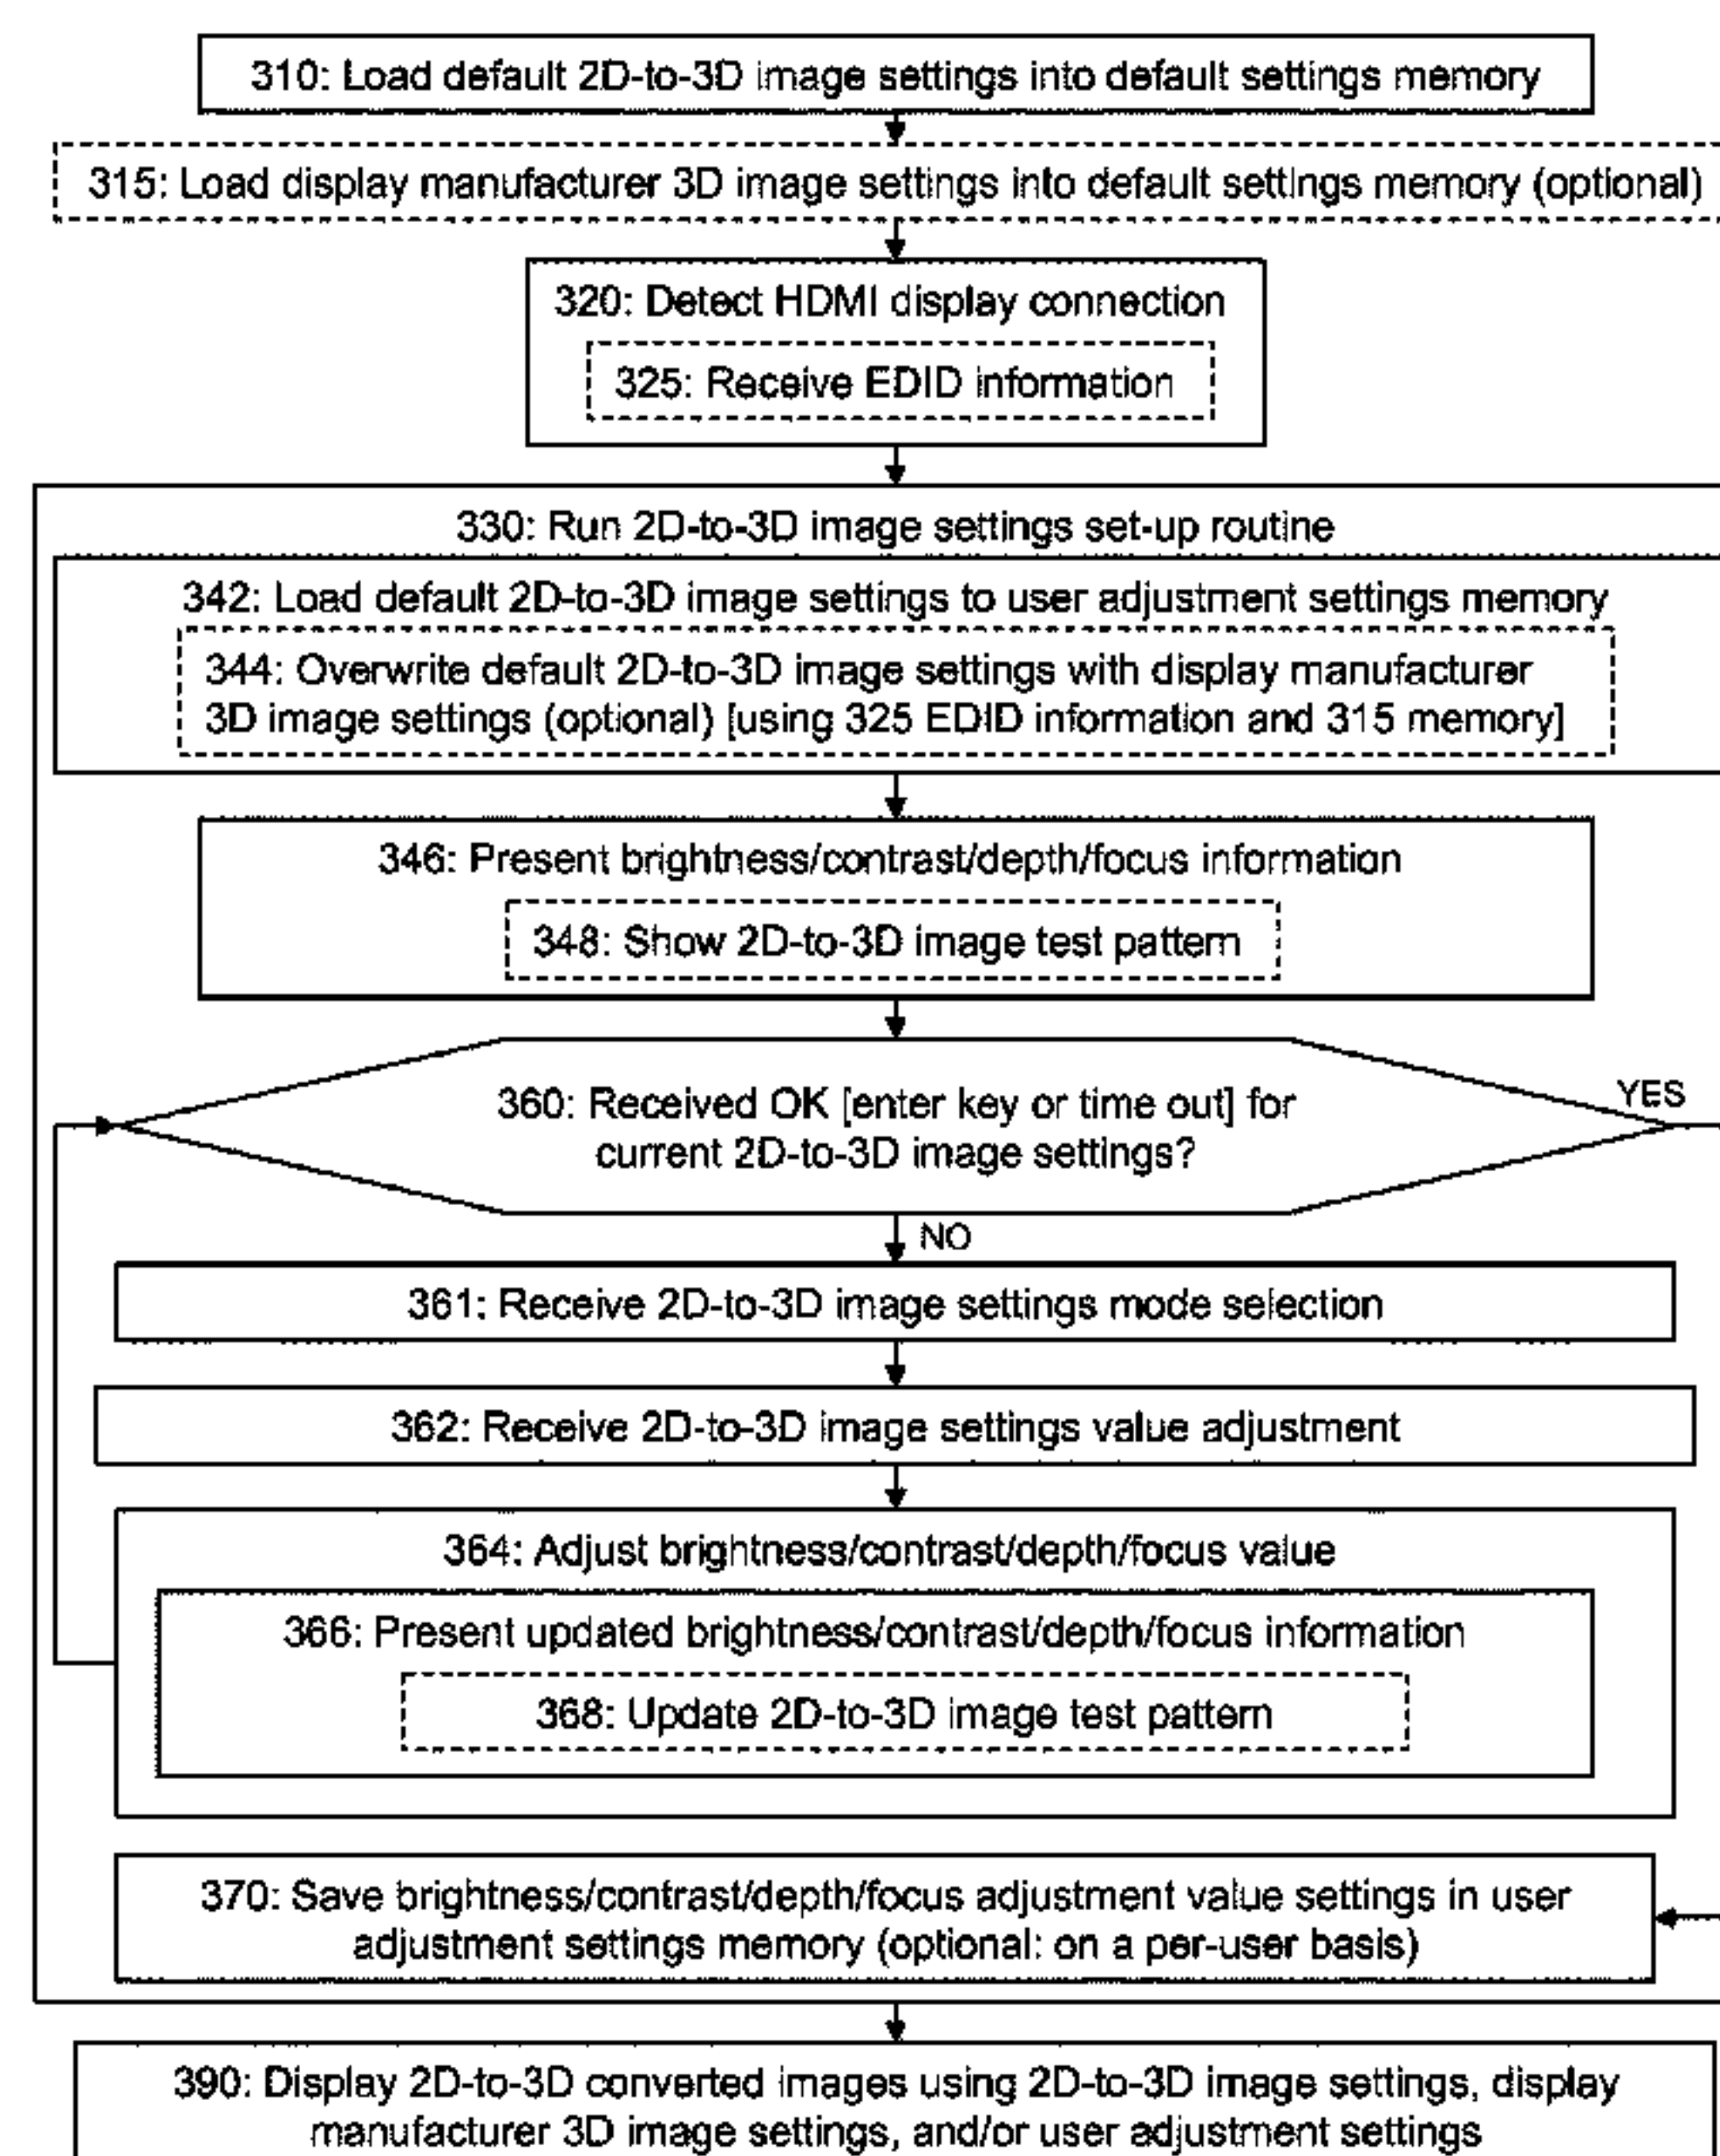 310: Load default 2D-to-3D image settings into default settings memory
315: Load display manufacturer 3D image settings into default settings memory (optional)
320: Detect HDMI display connection
325: Receive EDID information
330: Run 2D-to-3D image settings set-up routine
342: Load default 2D-to-3D image settings to user adjustment settings memory
344: Overwrite default 2D-to-3D image settings with display manufacturer
3D image settings (optional) [using 325 EDID information and 315 memory]
346: Present brightness/contrast/depth/focus information
348: Show 2D-to-3D image test pattern
YES
360: Received OK [enter key or time out] for
current 2D-to-3D image settings?
NO
361: Receive 2D-to-3D image settings mode selection
362: Receive 2D-to-3D image settings value adjustment
364: Adjust brightness/contrast/depth/focus value
366: Present updated brightness/contrast/depth/focus information
368: Update 2D-to-3D image test pattern
370: Save brightness/contrast/depth/focus adjustment value settings in user
adjustment settings memory (optional: on a per-user basis)
390: Display 2D-to-3D converted images using 2D-to-3D image settings, display
manufacturer 3D image settings, and/or user adjustment settings